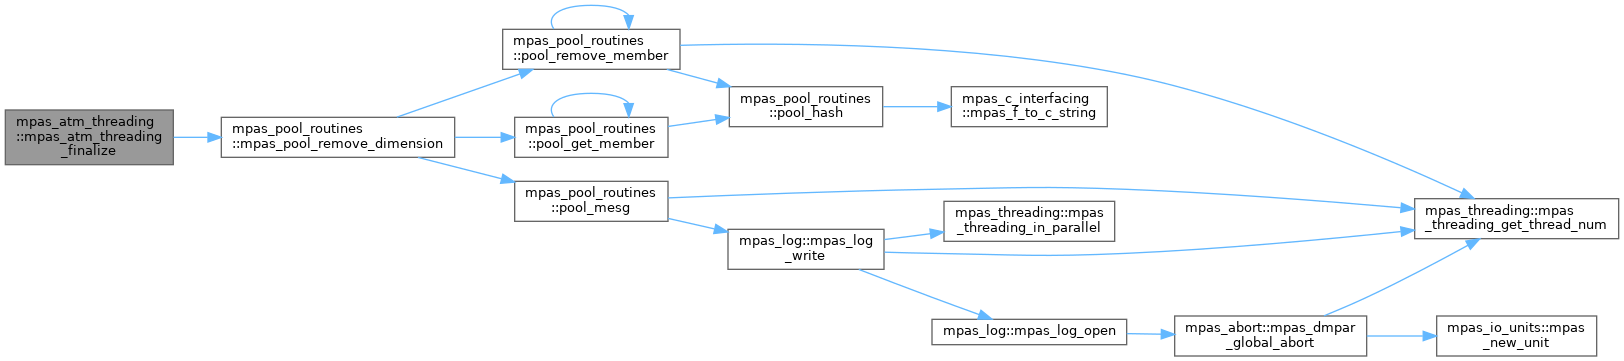 mpas_atm_threading
::mpas_atm_threading
_finalize
mpas_pool_routines
::mpas_pool_remove_dimension
mpas_pool_routines
::pool_remove_member
mpas_pool_routines
::pool_get_member
mpas_pool_routines
::pool_mesg
mpas_pool_routines
::pool_hash
mpas_c_interfacing
::mpas_f_to_c_string
mpas_log::mpas_log
_write
mpas_threading::mpas
_threading_in_parallel
mpas_log::mpas_log_open
mpas_abort::mpas_dmpar
_global_abort
mpas_threading::mpas
_threading_get_thread_num
mpas_io_units::mpas
_new_unit